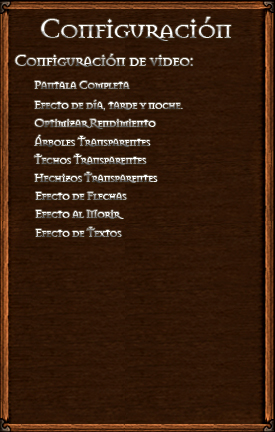 Configuración
Configuración de video:
Pantala Completa
Efecto de día, tarde y noche.
Optimizar Rendimiento
Árboles Transparentes
Techos Transparentes
Hechizos Transparentes
Efecto de Flechas
Efecto al Morir
Efecto de Textos